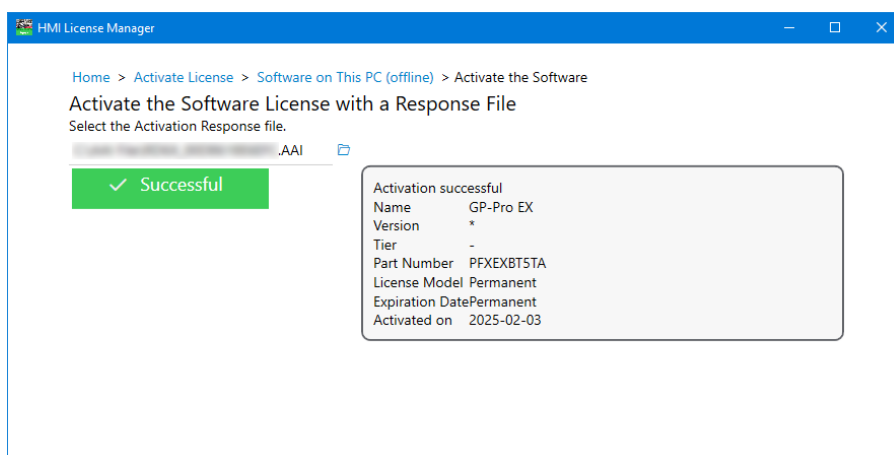 HMI License Manager
Home > Activate License > Software on This PC (offline) > Activate the Software
Activate the Software License with a Response File
Select the Activation Response file.
.AAI
Successful
Activation successful
Name GP-Pro EX
Version *
Tier -
Part Number PFXEXBT5TA
License Model Permanent
Expiration DatePermanent
Activated on 2025-02-03